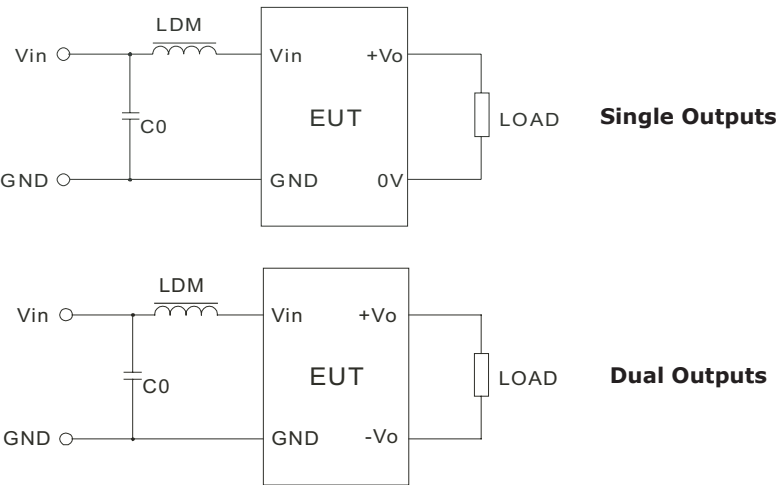 LDM
Vin
Vin
+Vo
C0
EUT
LOAD
Single Outputs
GND
GND
0V
LDM
Vin
Vin
+Vo
C0
EUT
LOAD
Dual Outputs
GND
GND
-Vo